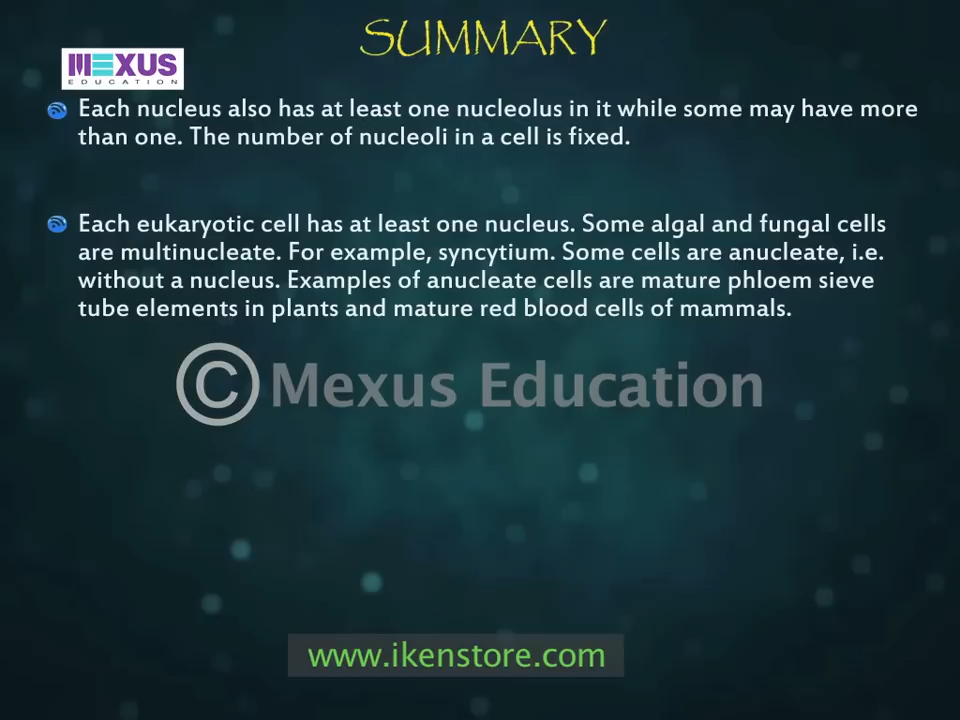 SUMMARY
MEXUS
EDUCATION
Each nucleus also has at least one nucleolus in it while some may have more
than one. The number of nucleoli in a cell is fixed.
Each eukaryotic cell has at least one nucleus. Some algal and fungal cells
are multinucleate. For example, syncytium. Some cells are anucleate, i.e.
without a nucleus. Examples of anucleate cells are mature phloem sieve
tube elements in plants and mature red blood cells of mammals.
© Mexus Education
www.ikenstore.com